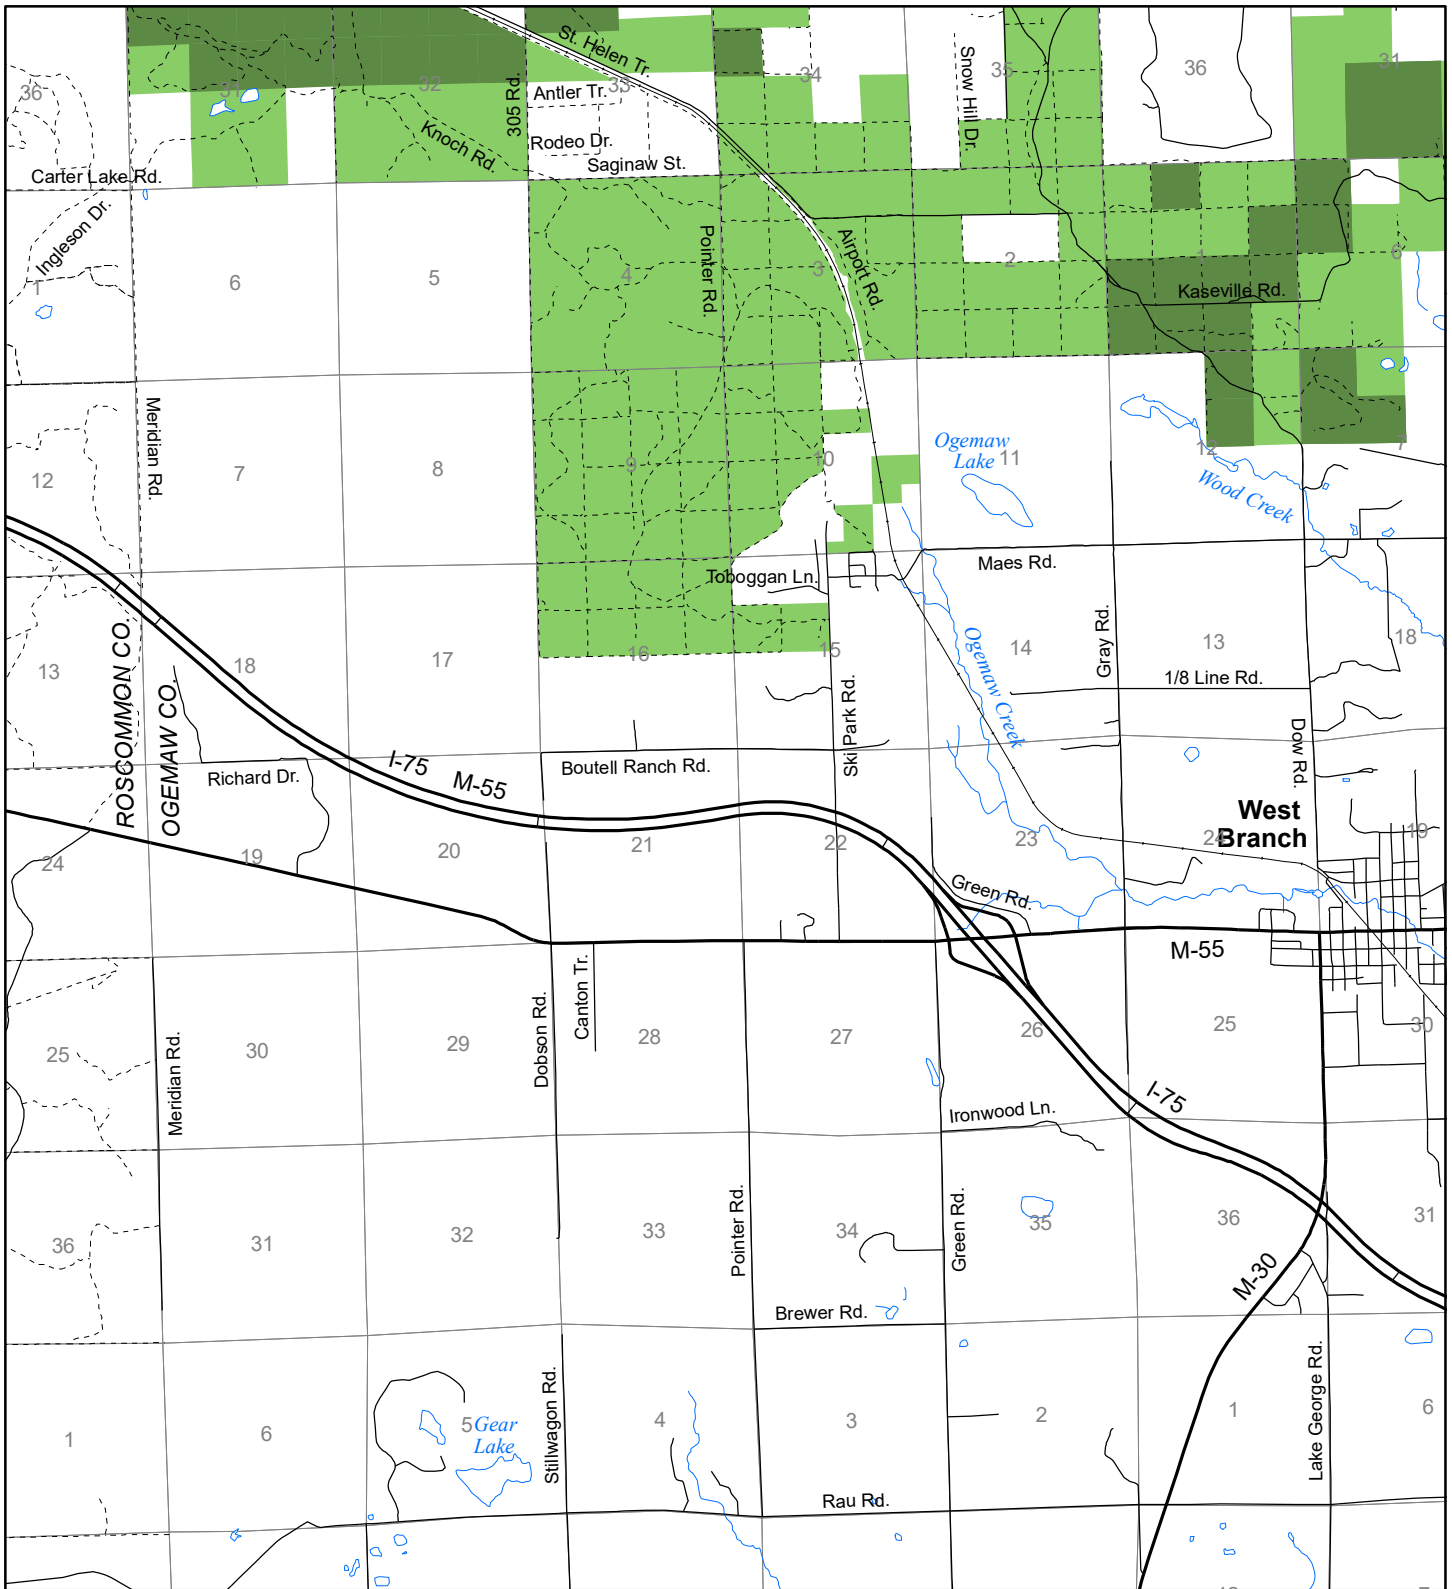 St. Helen Tr.
36
31
32
33
34
35
36
31
Antler Tr.
305 Rd.
Snow Hill Dr.
Knoch Rd.
Rodeo Dr.
Saginaw St.
Carter Lake Rd.
Ingleson Dr.
Pointer Rd.
Airport Rd.
1
6
5
4
3
2
1
6
Kaseville Rd.
Meridian Rd.
Ogemaw
Lake
12
7
8
9
10
11
12
7
Wood Creek
Maes Rd.
Toboggan Ln.
ROSCOMMON CO.
OGEMAW CO.
13
18
17
16
15
14
13
18
Gray Rd.
Ogemaw Creek
1/8 Line Rd.
Ski Park Rd.
Dow Rd.
Richard Dr.
I-75
M-55
Boutell Ranch Rd.
West
Branch
24
19
20
21
22
23
24
19
Green Rd.
M-55
Canton Tr.
Dobson Rd.
Meridian Rd.
25
30
29
28
27
26
25
30
I-75
Ironwood Ln.
36
31
32
33
34
35
36
31
Pointer Rd.
Green Rd.
M-30
Brewer Rd.
Stillwagon Rd.
Lake George Rd.
1
6
5
4
3
2
1
6
Gear
Lake
Rau Rd.